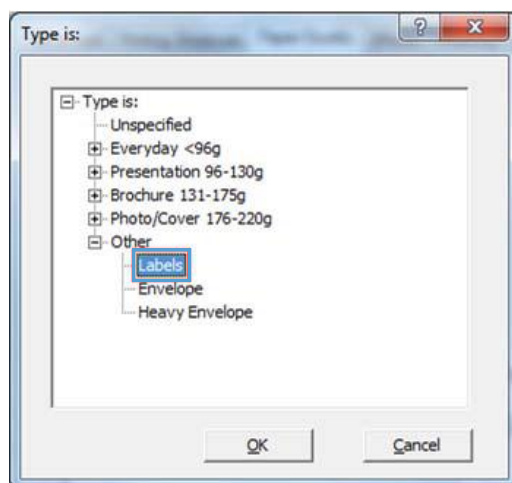 Type is:
Type is:
Unspecified
Everyday <96g
Presentation 96-130g
Brochure 131-175g
Photo/Cover 176-220g
Other
Labels
Envelope
Heavy Envelope
OK
Cancel